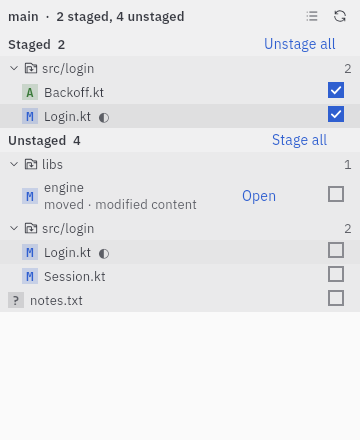 main · 2 staged, 4 unstaged
Staged 2 Unstage all
src/login 2
A Backoff.kt
M Login.kt
Unstaged 4 Stage all
libs 1
M engine Open
moved · modified content
src/login 2
M Login.kt
M Session.kt
? notes.txt